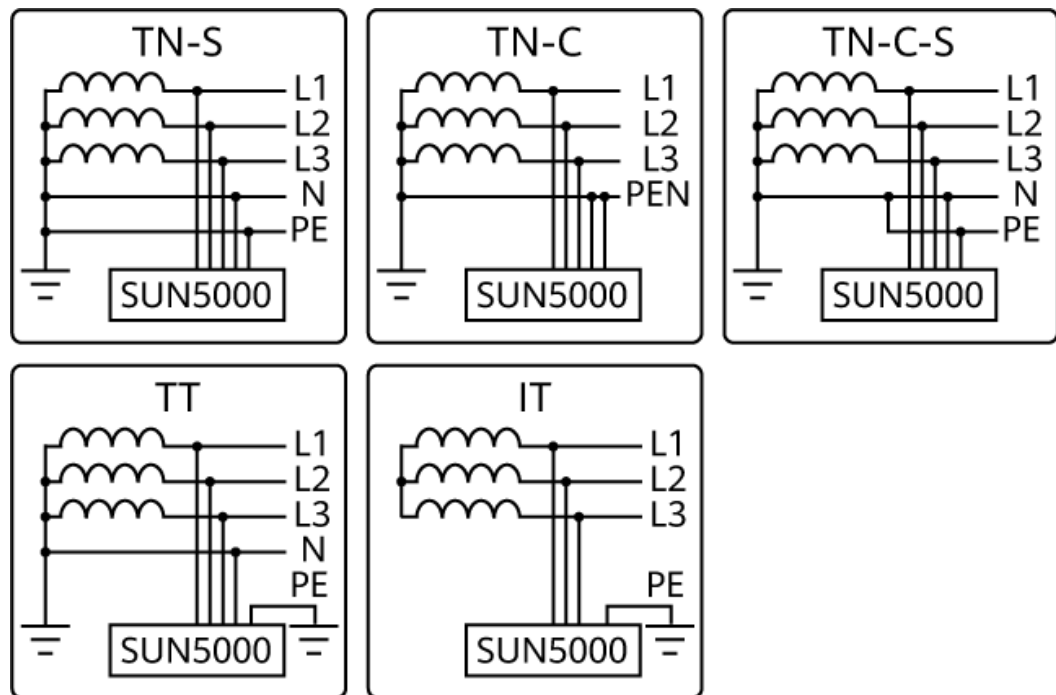 TN-S
L1
L2
L3
N
PE
SUN5000
TN-C
L1
L2
L3
PEN
SUN5000
TN-C-S
L1
L2
L3
N
PE
SUN5000
TT
L1
L2
L3
N
PE
SUN5000
IT
L1
L2
L3
PE
SUN5000